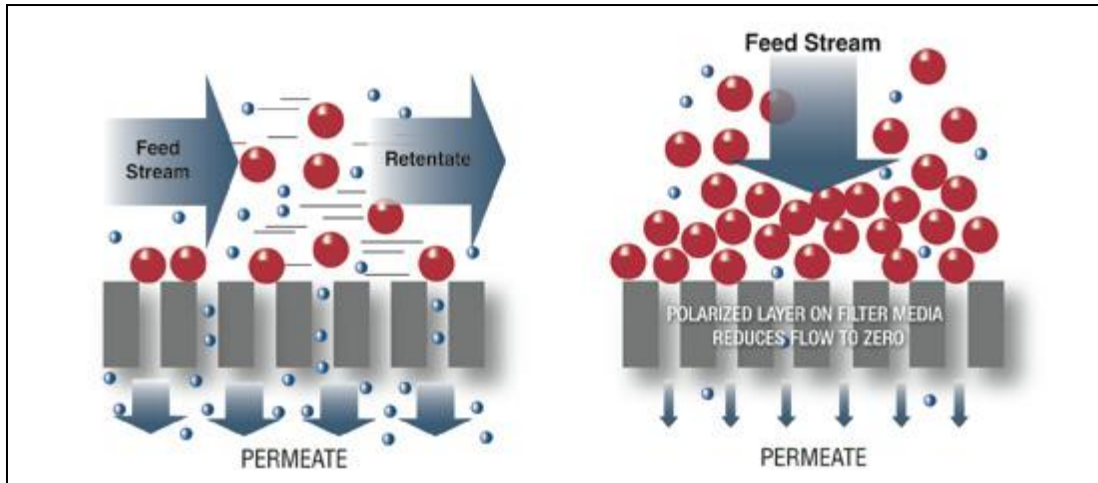 Feed
Stream
Retentate
PERMEATE
Feed Stream
POLARIZED LAYER ON FILTER MEDIA
REDUCES FLOW TO ZERO
PERMEATE